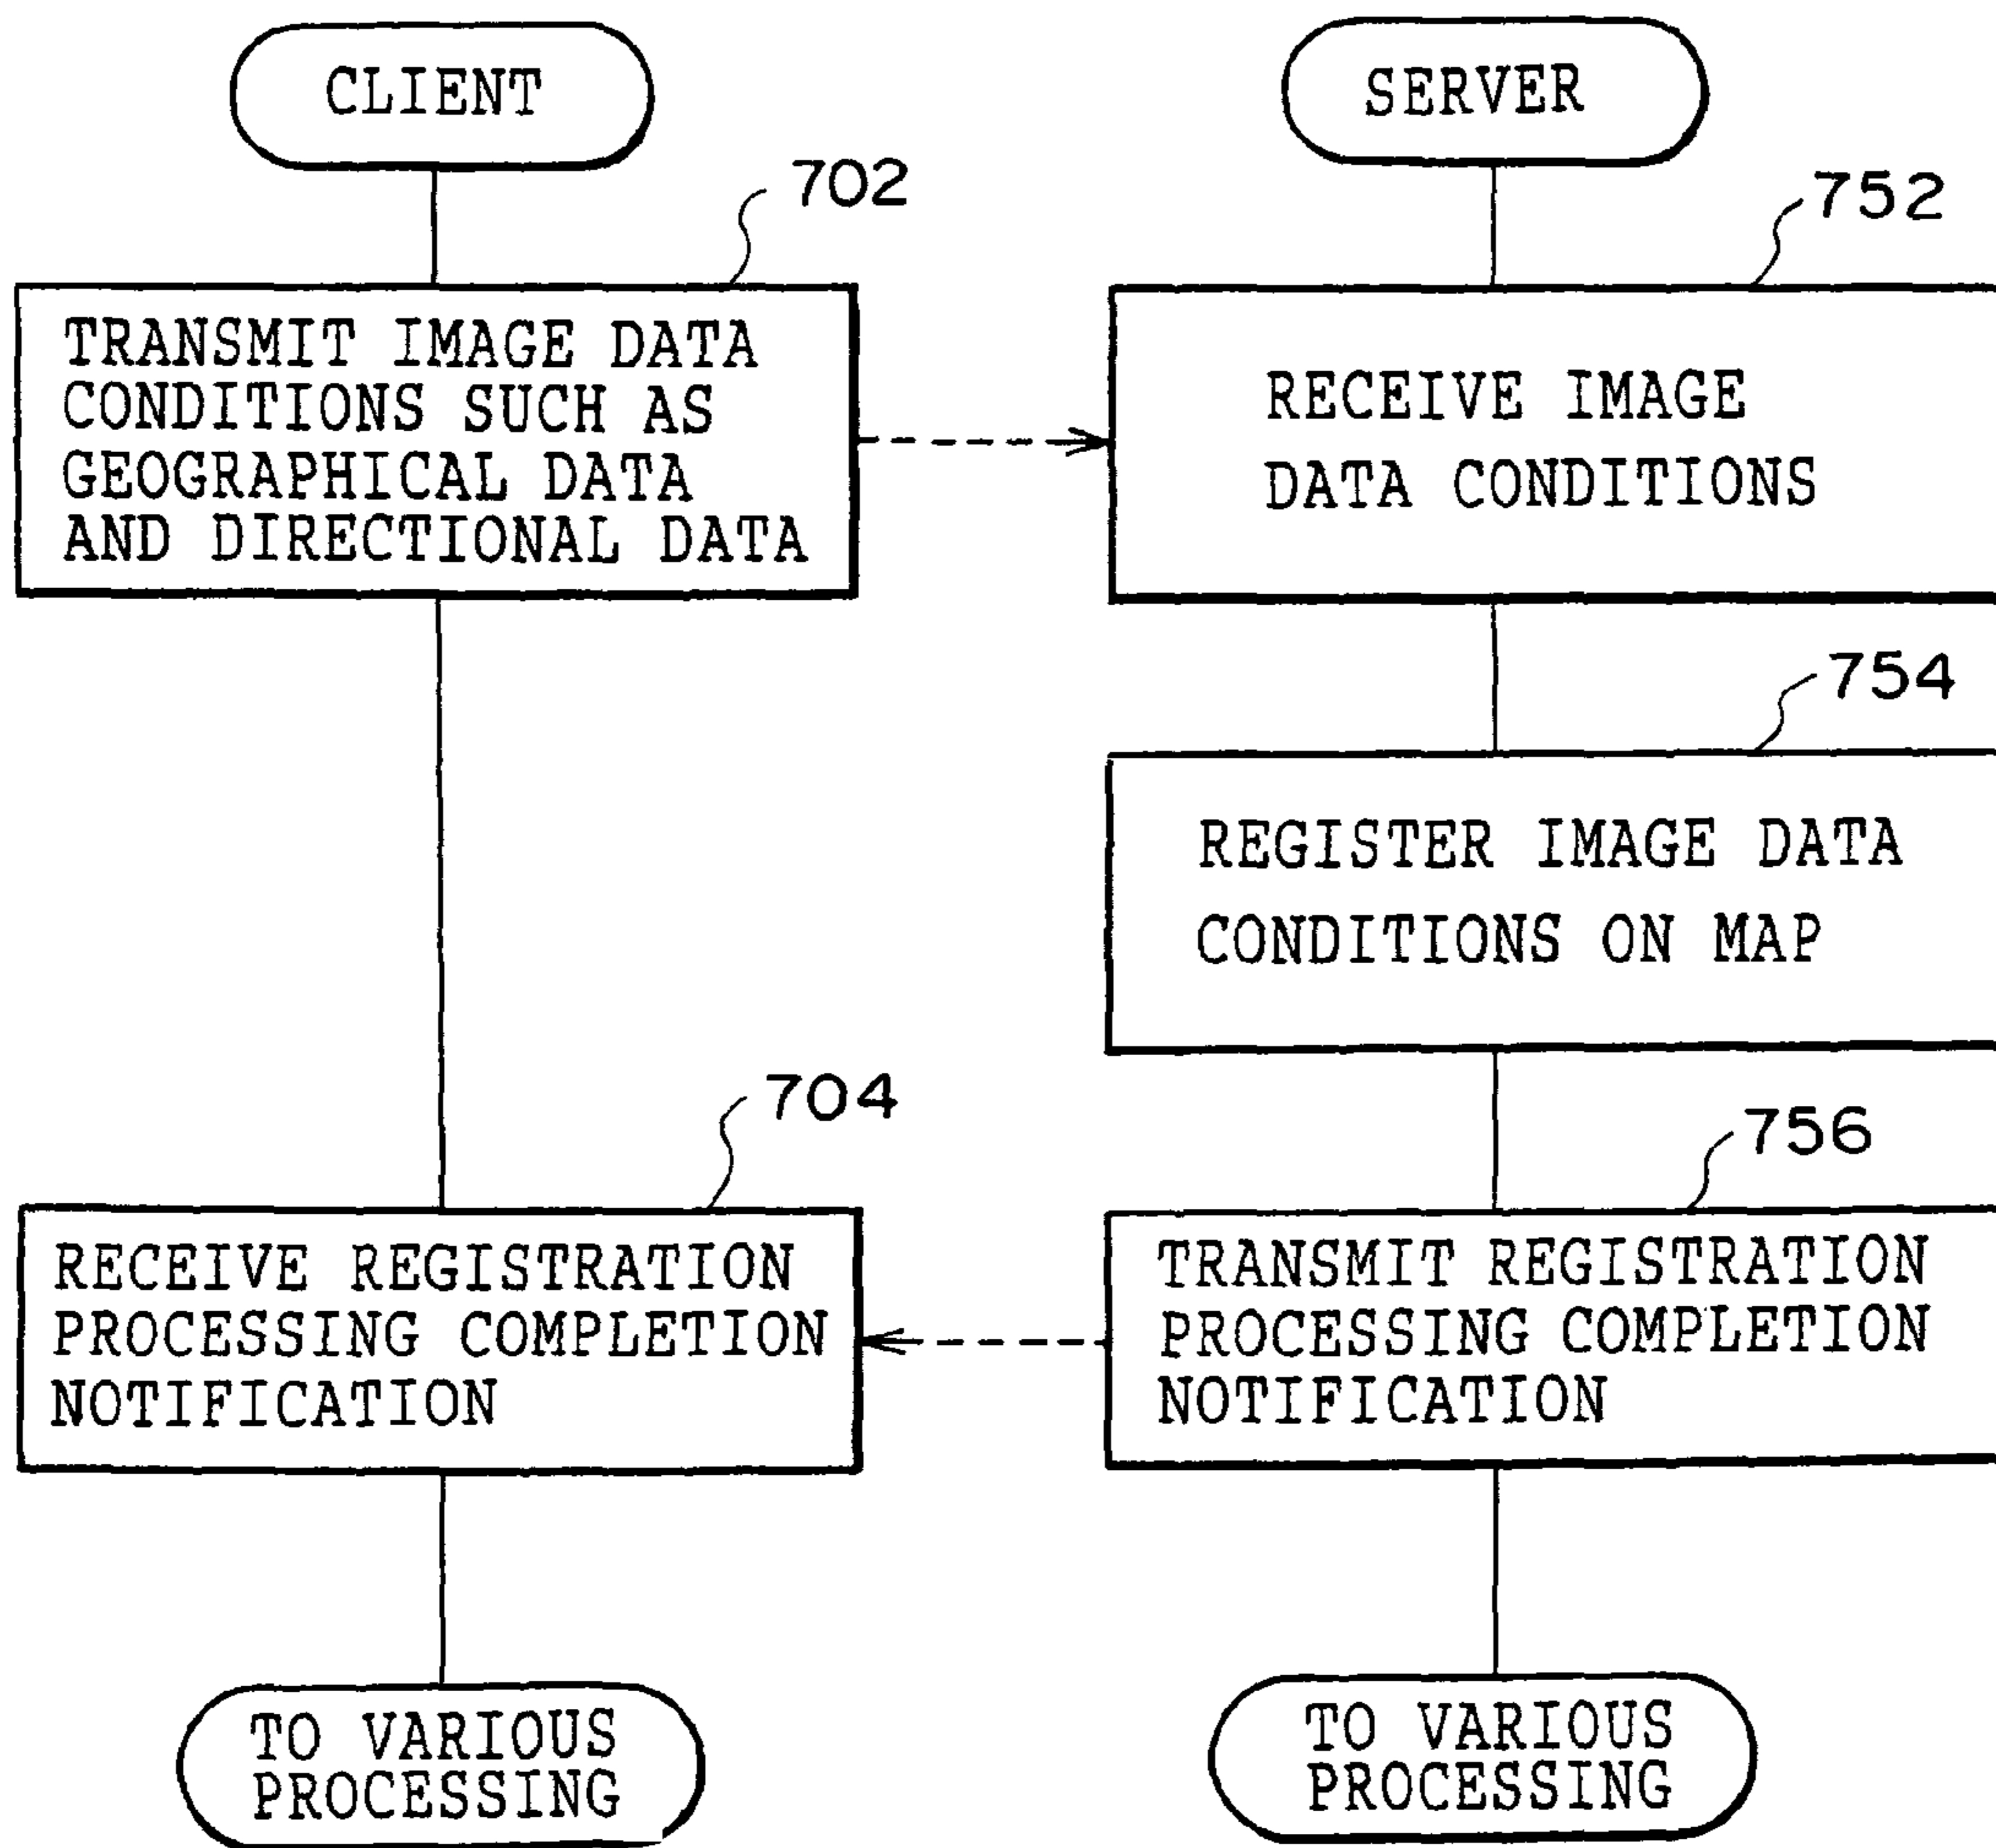 CLIENT
702
TRANSMIT IMAGE DATA
CONDITIONS SUCH AS
GEOGRAPHICAL DATA
AND DIRECTIONAL DATA
704
RECEIVE REGISTRATION
PROCESSING COMPLETION
NOTIFICATION
TO VARIOUS
PROCESSING
SERVER
752
RECEIVE IMAGE
DATA CONDITIONS
754
REGISTER IMAGE DATA
CONDITIONS ON MAP
756
TRANSMIT REGISTRATION
PROCESSING COMPLETION
NOTIFICATION
TO VARIOUS
PROCESSING